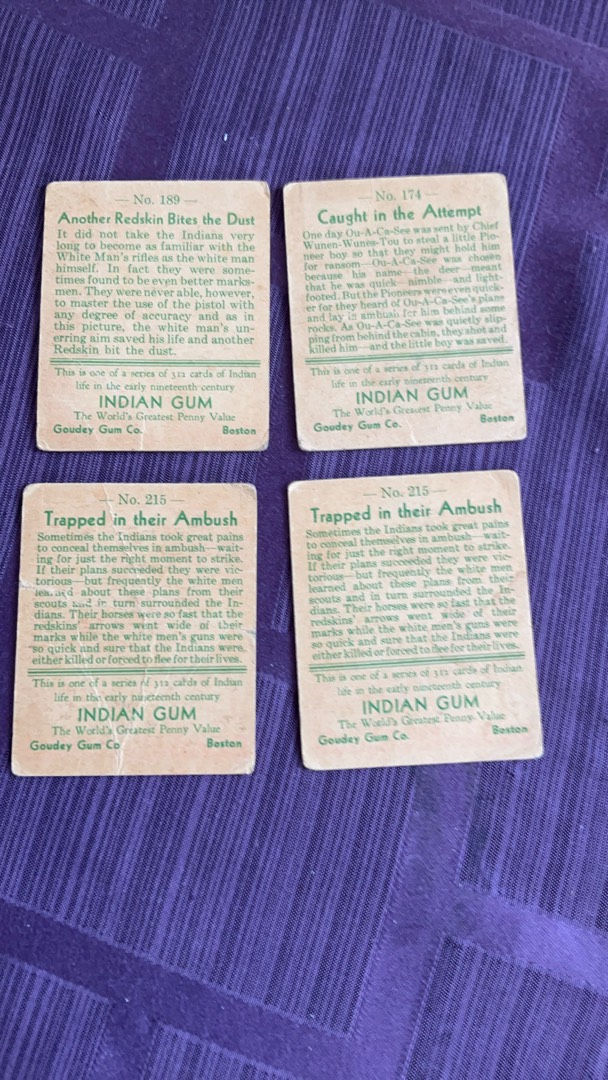 — No. 189 —
Another Redskin Bites the Dust
It did not take the Indians very
long to become as familiar with the
White Man's rifles as the white man
himself. In fact they were some-
times found to be even better marks-
men. They were never able, however,
to master the use of the pistol with
any degree of accuracy and as in
this picture, the white man's un-
erring aim saved his life and another
Redskin bit the dust.
This is one of a series of 312 cards of Indian
life in the early nineteenth century
INDIAN GUM
The World's Greatest Penny Value
Goudey Gum Co. Boston
— No. 174 —
Caught in the Attempt
One day Ou-A-Ca-See was sent by Chief
Wunen-Wunes-Tou to steal a little Pio-
neer boy so that they might hold him
for ransom—Ou-A-Ca-See was chosen
because his name—the deer—meant
that he was quick—nimble—and light-
footed. But the Pioneers were even quick-
er for they heard of Ou-A-Ca-See's plans
and lay in ambush for him behind some
rocks. As Ou-A-Ca-See was quietly slip-
ping from behind the cabin, they shot and
killed him—and the little boy was saved.
This is one of a series of 312 cards of Indian
life in the early nineteenth century
INDIAN GUM
The World's Greatest Penny Value
Goudey Gum Co. Boston
— No. 215 —
Trapped in their Ambush
Sometimes the Indians took great pains
to conceal themselves in ambush—wait-
ing for just the right moment to strike.
If their plans succeeded they were vic-
torious—but frequently the white men
learned about these plans from their
scouts and in turn surrounded the In-
dians. Their horses were so fast that the
redskins' arrows went wide of their
marks while the white men's guns were
so quick and sure that the Indians were
either killed or forced to flee for their lives.
This is one of a series of 312 cards of Indian
life in the early nineteenth century
INDIAN GUM
The World's Greatest Penny Value
Goudey Gum Co. Boston
— No. 215 —
Trapped in their Ambush
Sometimes the Indians took great pains
to conceal themselves in ambush—wait-
ing for just the right moment to strike.
If their plans succeeded they were vic-
torious—but frequently the white men
learned about these plans from their
scouts and in turn surrounded the In-
dians. Their horses were so fast that the
redskins' arrows went wide of their
marks while the white men's guns were
so quick and sure that the Indians were
either killed or forced to flee for their lives.
This is one of a series of 312 cards of Indian
life in the early nineteenth century
INDIAN GUM
The World's Greatest Penny Value
Goudey Gum Co. Boston